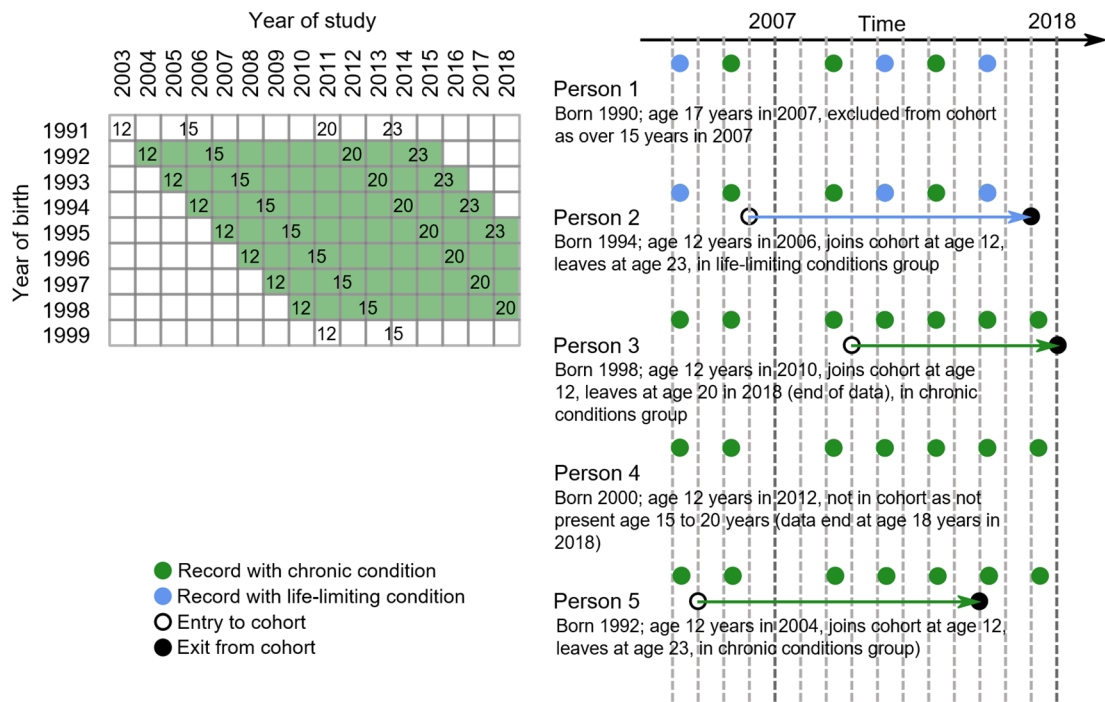 Year of study
2003 2004 2005 2006 2007 2008 2009 2010 2011 2012 2013 2014 2015 2016 2017 2018
Year of birth
1991 12 15 20 23
1992 12 15 20 23
1993 12 15 20 23
1994 12 15 20 23
1995 12 15 20 23
1996 12 15 20
1997 12 15 20
1998 12 15 20
1999 12 15
Record with chronic condition
Record with life-limiting condition
Entry to cohort
Exit from cohort
2007 Time 2018
Person 1
Born 1990; age 17 years in 2007, excluded from cohort
as over 15 years in 2007
Person 2
Born 1994; age 12 years in 2006, joins cohort at age 12,
leaves at age 23, in life-limiting conditions group
Person 3
Born 1998; age 12 years in 2010, joins cohort at age
12, leaves at age 20 in 2018 (end of data), in chronic
conditions group
Person 4
Born 2000; age 12 years in 2012, not in cohort as not
present age 15 to 20 years (data end at age 18 years in
2018)
Person 5
Born 1992; age 12 years in 2004, joins cohort at age 12,
leaves at age 23, in chronic conditions group)